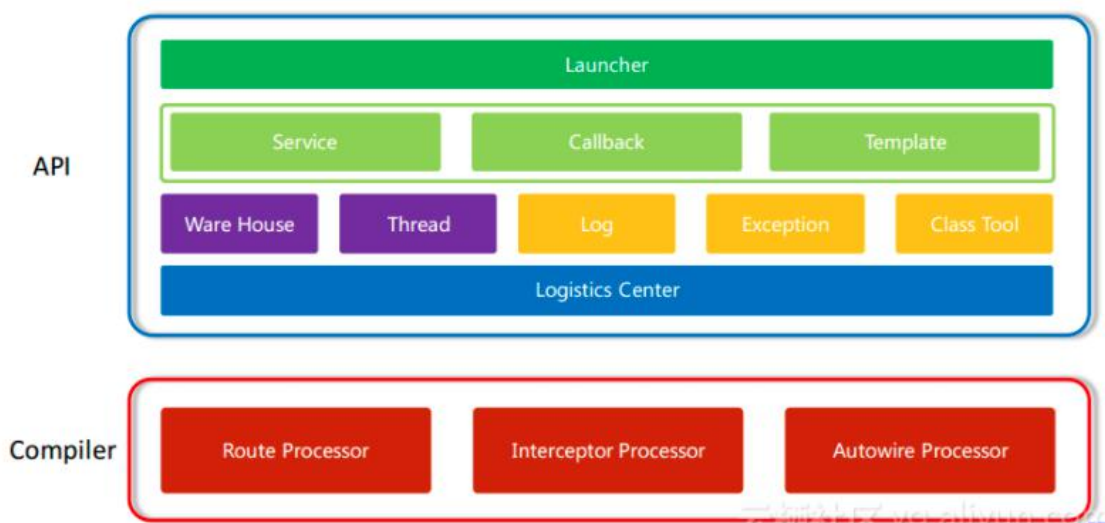 Launcher
Service Callback Template
API
Ware House Thread Log Exception Class Tool
Logistics Center
Compiler
Route Processor Interceptor Processor Autowire Processor